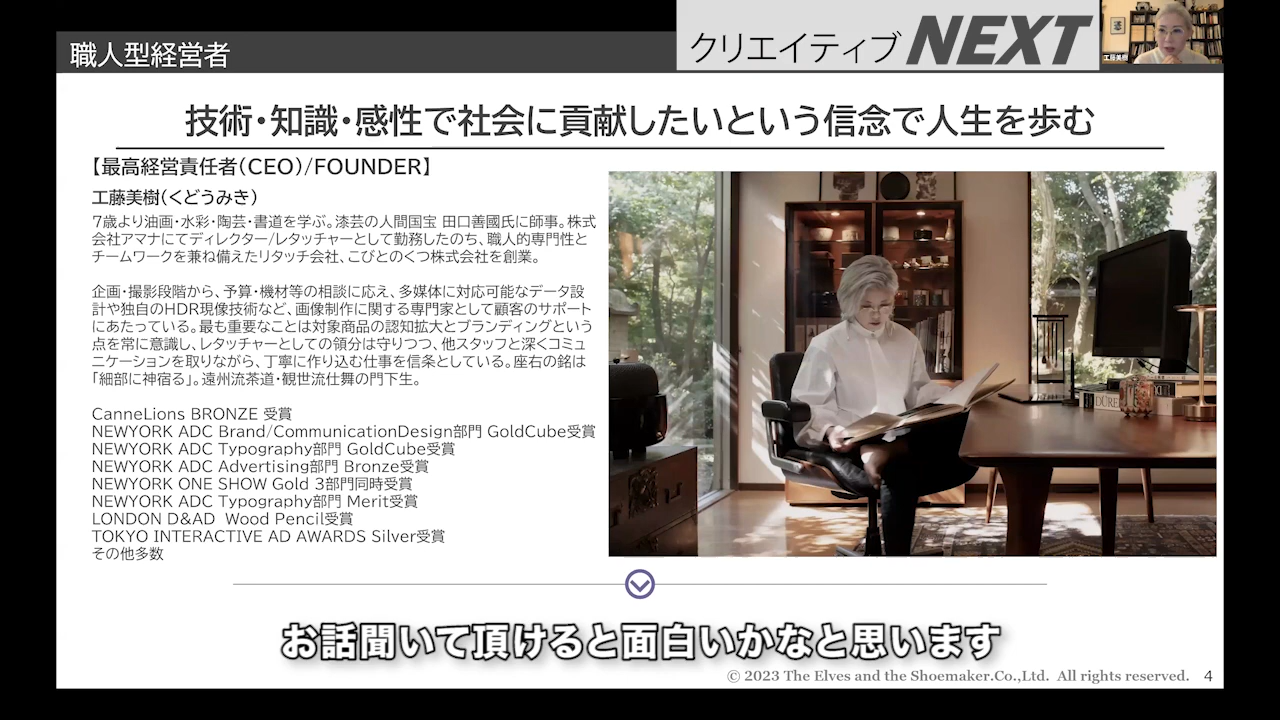 職人型経営者
クリエイティブNEXT
工藤美樹
技術・知識・感性で社会に貢献したいという信念で人生を歩む
【最高経営責任者(CEO)/FOUNDER】
工藤美樹(くどうみき)
7歳より油画・水彩・陶芸・書道を学ぶ。漆芸の人間国宝 田口善國氏に師事。株式
会社アマナにてディレクター/レタッチャーとして勤務したのち、職人的専門性と
チームワークを兼ね備えたリタッチ会社、こびとのくつ株式会社を創業。
企画・撮影段階から、予算・機材等の相談に応え、多媒体に対応可能なデータ設
計や独自のHDR現像技術など、画像制作に関する専門家として顧客のサポート
にあたっている。最も重要なことは対象商品の認知拡大とブランディングという
点を常に意識し、レタッチャーとしての領分は守りつつ、他スタッフと深くコミュ
ニケーションを取りながら、丁寧に作り込む仕事を信条としている。座右の銘は
「細部に神宿る」。遠州流茶道・観世流仕舞の門下生。
CanneLions BRONZE 受賞
NEWYORK ADC Brand/CommunicationDesign部門 GoldCube受賞
NEWYORK ADC Typography部門 GoldCube受賞
NEWYORK ADC Advertising部門 Bronze受賞
NEWYORK ONE SHOW Gold 3部門同時受賞
NEWYORK ADC Typography部門 Merit受賞
LONDON D&AD  Wood Pencil受賞
TOKYO INTERACTIVE AD AWARDS Silver受賞
その他多数
DÜRER
お話聞いて頂けると面白いかなと思います
© 2023 The Elves and the Shoemaker.Co.,Ltd.  All rights reserved.
4